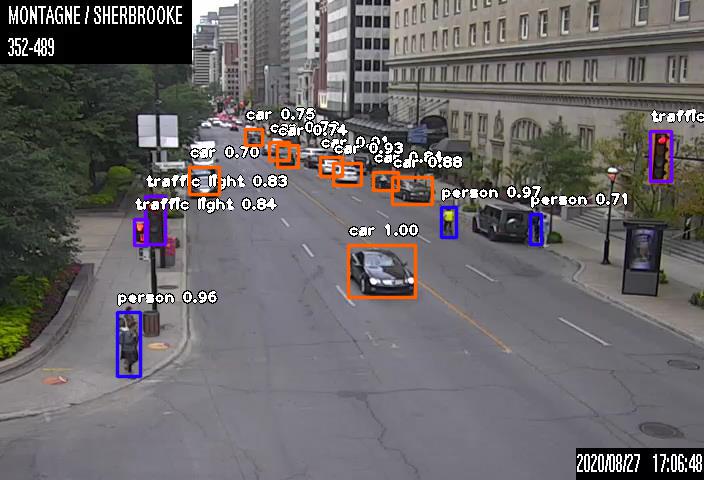 MONTAGNE / SHERBROOKE
352-489
car 0.75
car 0.74
car 0.93
car 0.70
car 0.88
traffic
traffic light 0.83
traffic light 0.84
person 0.97
person 0.71
car 1.00
person 0.96
2020/08/27 17:06:48